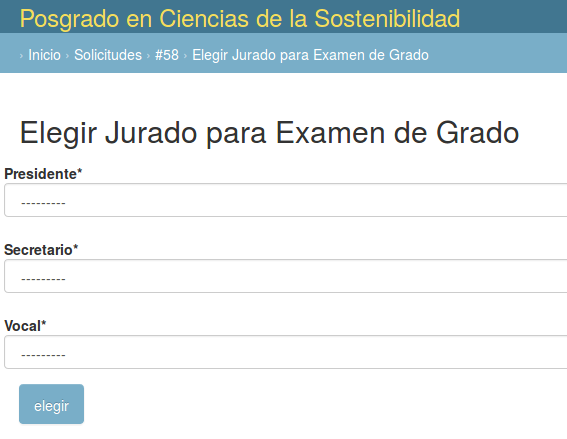 Posgrado en Ciencias de la Sostenibilidad
› Inicio › Solicitudes › #58 › Elegir Jurado para Examen de Grado
Elegir Jurado para Examen de Grado
Presidente*
---------
Secretario*
---------
Vocal*
---------
elegir